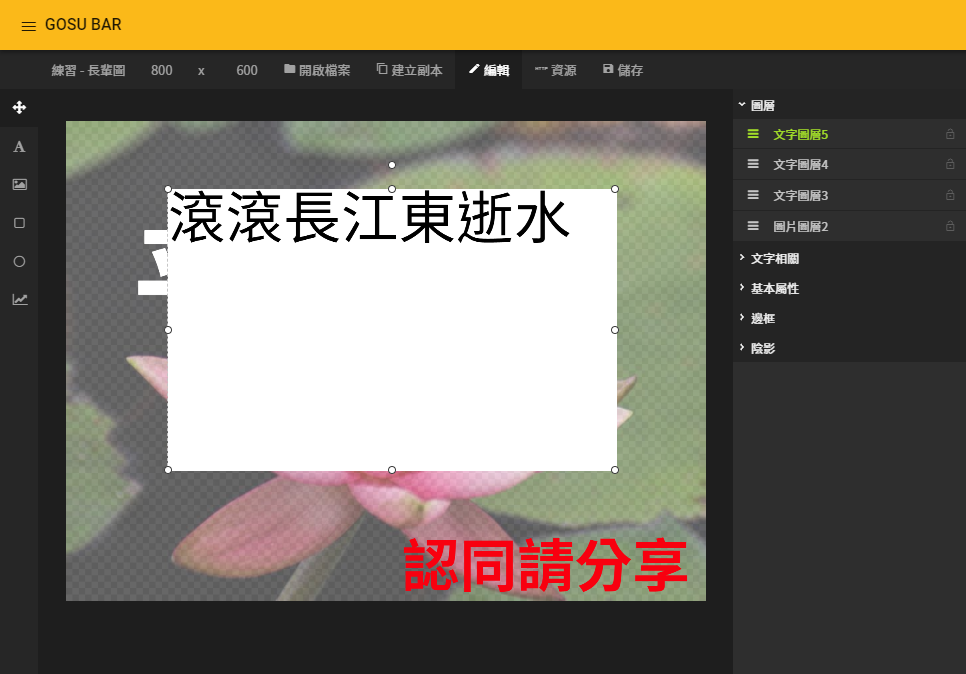 GOSU BAR
練習 - 長輩圖 800 x 600 開啟檔案 建立副本 編輯 HTTP 資源 儲存
A
圖層
文字圖層5
文字圖層4
文字圖層3
圖片圖層2
文字相關
基本屬性
邊框
陰影
滾滾長江東逝水
認同請分享